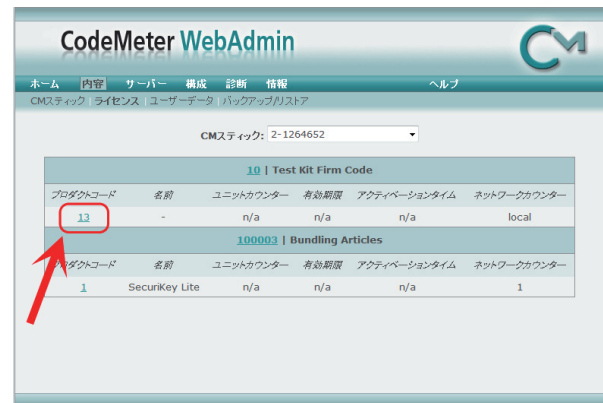 CodeMeter WebAdmin
CM
ホーム 内容 サーバー 構成 診断 情報 ヘルプ
CMスティック | ライセンス | ユーザーデータ | バックアップ/リストア
CMスティック: 2-1264652
10 | Test Kit Firm Code
プロダクトコード 名前 ユニットカウンター 有効期限 アクティベーションタイム ネットワークカウンター
13 - n/a n/a n/a local
100003 | Bundling Articles
プロダクトコード 名前 ユニットカウンター 有効期限 アクティベーションタイム ネットワークカウンター
1 SecuriKey Lite n/a n/a n/a 1